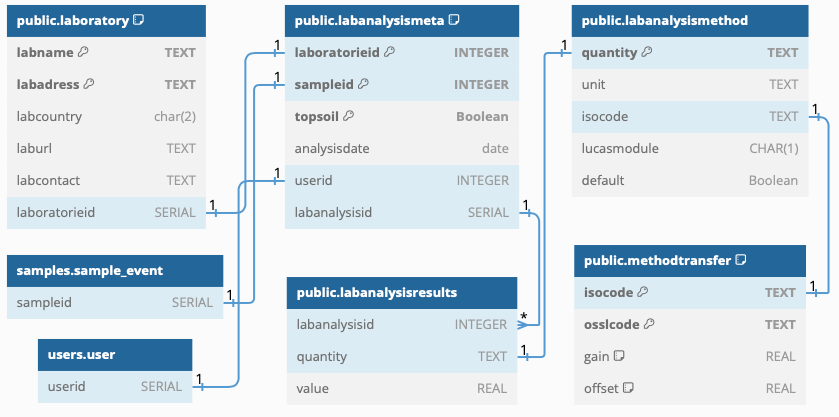 public.laboratory
labname TEXT
labadress TEXT
labcountry char(2)
laburl TEXT
labcontact TEXT
laboratorieid SERIAL 1
samples.sample_event
sampleid SERIAL 1
users.user
userid SERIAL 1
public.labanalysismeta
1 laboratorieid INTEGER
1 sampleid INTEGER
topsoil Boolean
analysisdate date
1 userid INTEGER
labanalysisid SERIAL 1
public.labanalysisresults
labanalysisid INTEGER *
quantity TEXT 1
value REAL
public.labanalysismethod
1 quantity TEXT
unit TEXT
isocode TEXT 1
lucasmodule CHAR(1)
default Boolean
public.methodtransfer
isocode TEXT 1
osslcode TEXT
gain REAL
offset REAL